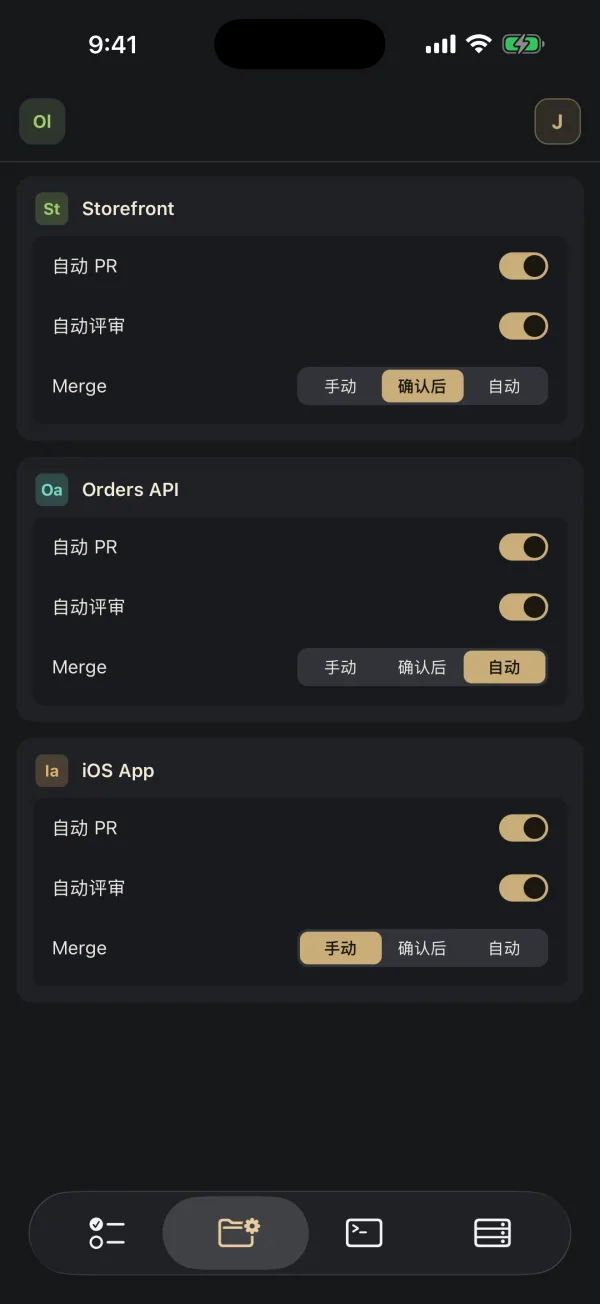 9:41
OI
J
St Storefront
自动 PR
自动评审
Merge 手动 确认后 自动
Oa Orders API
自动 PR
自动评审
Merge 手动 确认后 自动
Ia iOS App
自动 PR
自动评审
Merge 手动 确认后 自动